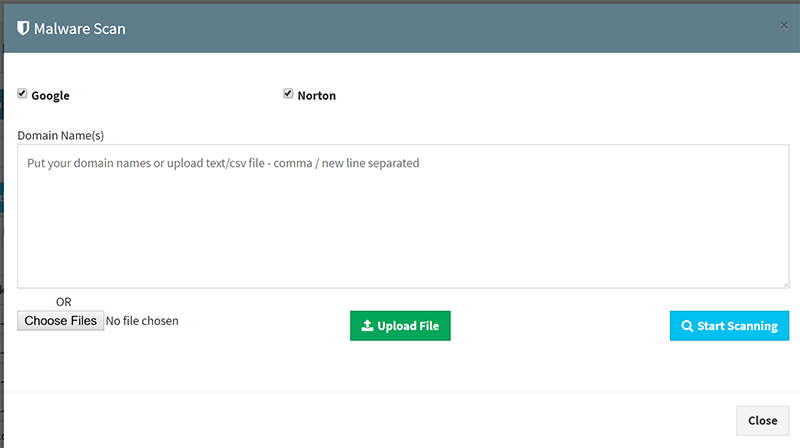 Malware Scan
×
Google
Norton
Domain Name(s)
Put your domain names or upload text/csv file - comma / new line separated
OR
Choose Files No file chosen
Upload File
Start Scanning
Close